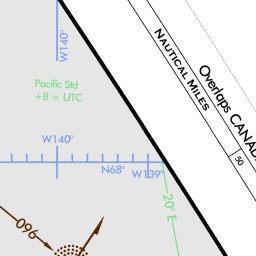 W140°
NAUTICAL MILES
Overlaps CANAD
Pacific Std
+8 = UTC
W140°
50
N68°
W139°
20° E
096